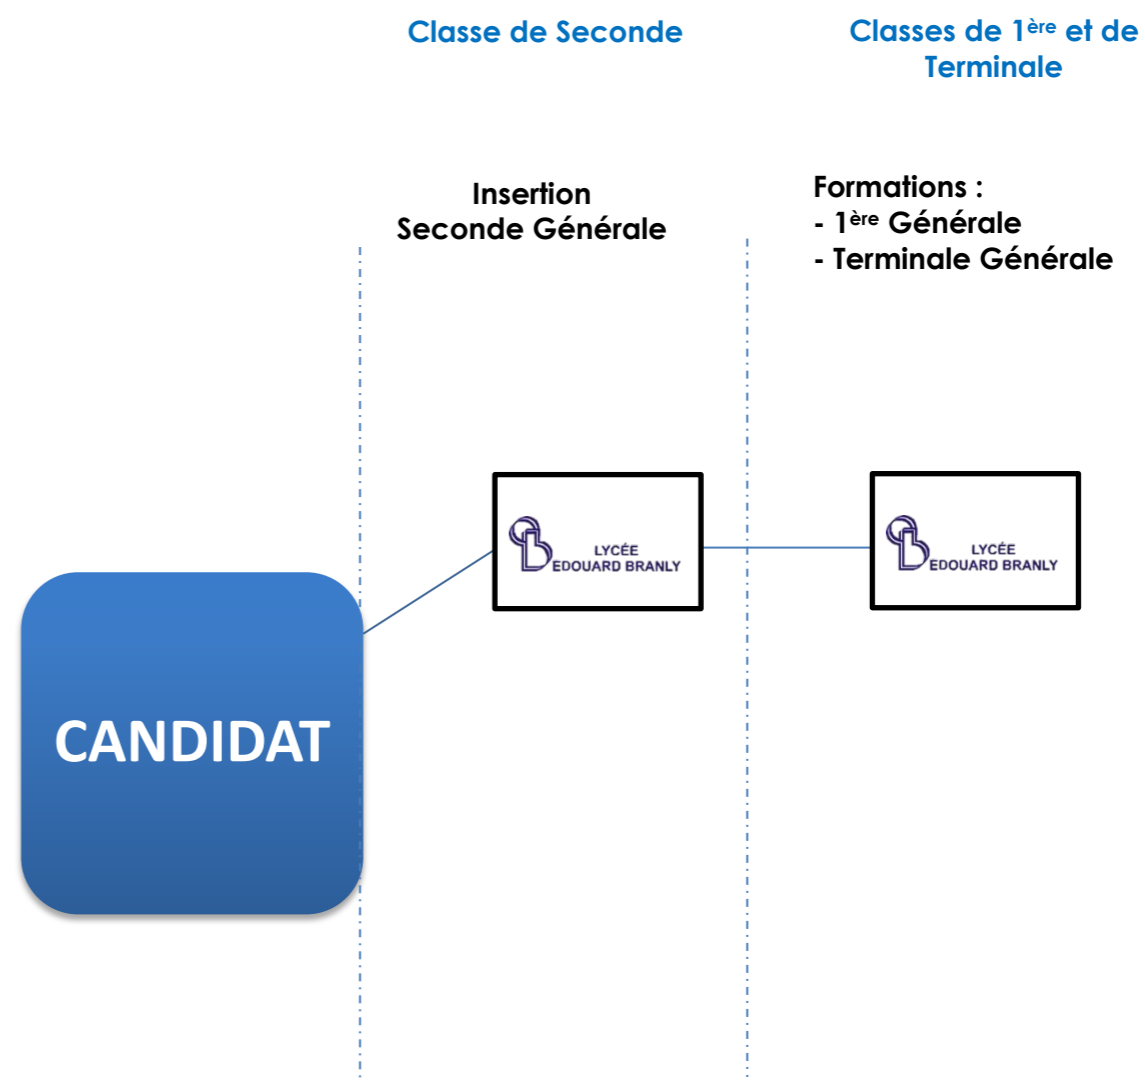 Classe de Seconde
Classes de 1ère et de
Terminale
Insertion
Seconde Générale
Formations :
- 1ère Générale
- Terminale Générale
LYCÉE
EDOUARD BRANLY
LYCÉE
EDOUARD BRANLY
CANDIDAT